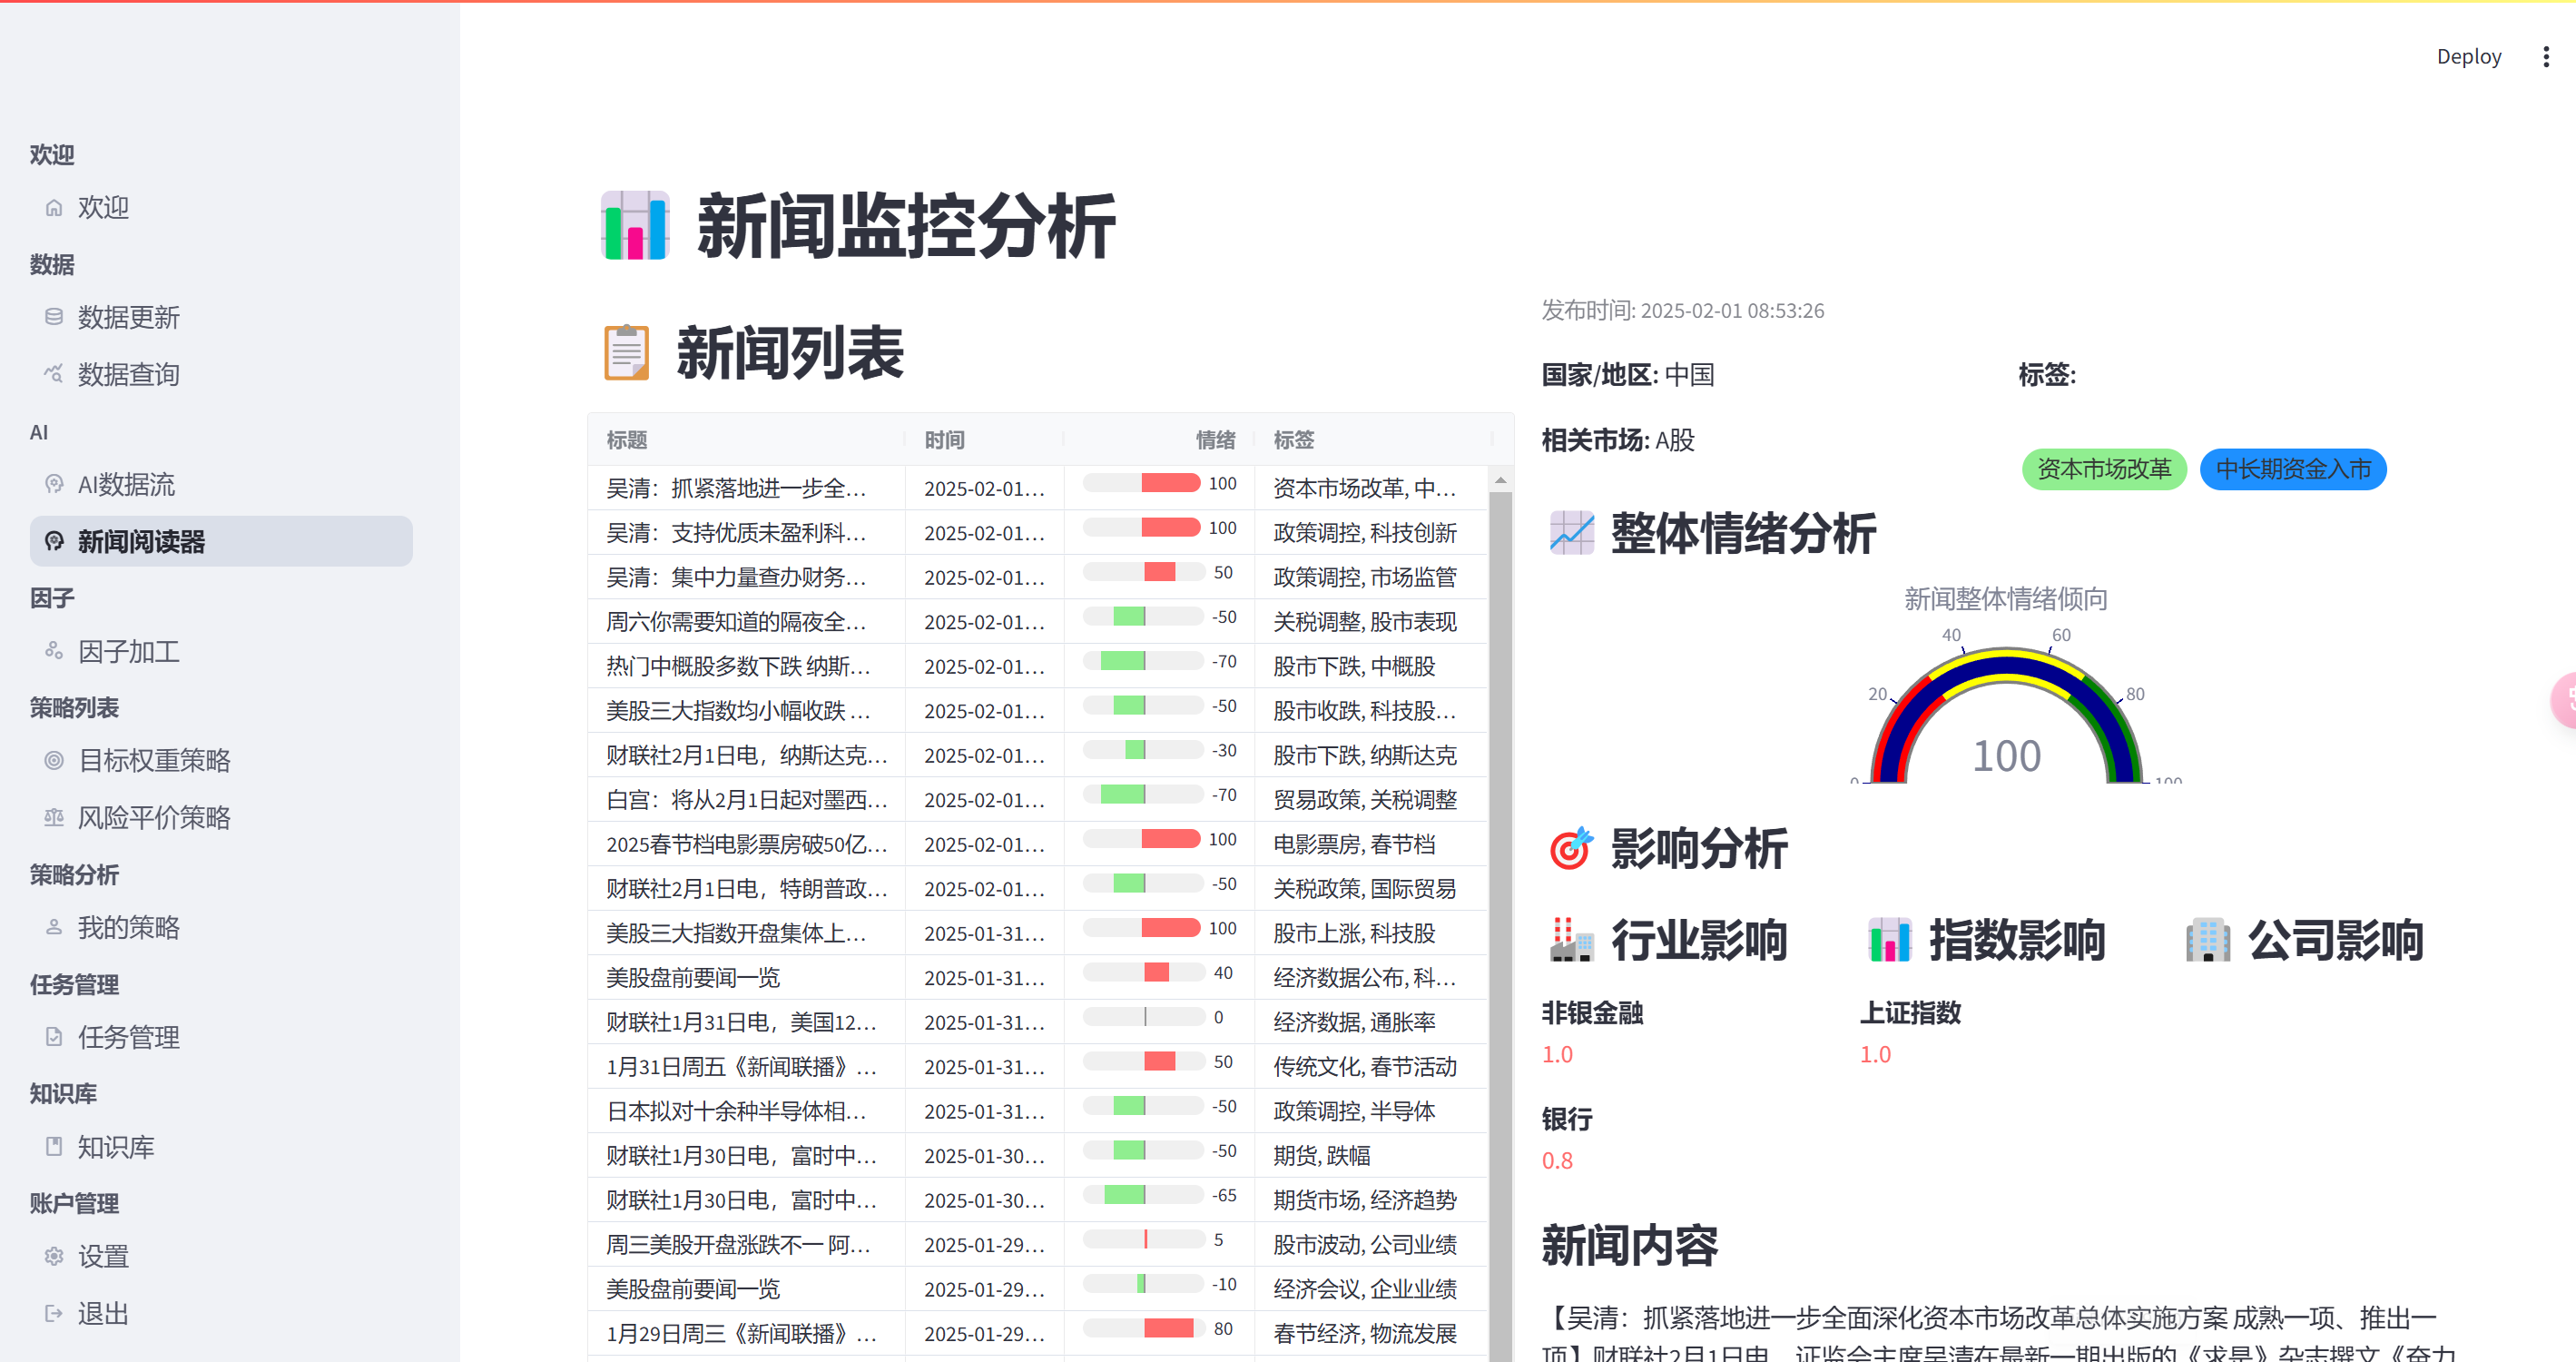 Deploy
欢迎
欢迎
数据
数据更新
数据查询
AI
AI数据流
新闻阅读器
因子
因子加工
策略列表
目标权重策略
风险平价策略
策略分析
我的策略
任务管理
任务管理
知识库
知识库
账户管理
设置
退出
新闻监控分析
新闻列表
标题 时间 情绪 标签
吴清：抓紧落地进一步全… 2025-02-01… 100 资本市场改革, 中…
吴清：支持优质未盈利科… 2025-02-01… 100 政策调控, 科技创新
吴清：集中力量查办财务… 2025-02-01… 50 政策调控, 市场监管
周六你需要知道的隔夜全… 2025-02-01… -50 关税调整, 股市表现
热门中概股多数下跌 纳斯… 2025-02-01… -70 股市下跌, 中概股
美股三大指数均小幅收跌 … 2025-02-01… -50 股市收跌, 科技股…
财联社2月1日电，纳斯达克… 2025-02-01… -30 股市下跌, 纳斯达克
白宫：将从2月1日起对墨西… 2025-02-01… -70 贸易政策, 关税调整
2025春节档电影票房破50亿… 2025-02-01… 100 电影票房, 春节档
财联社2月1日电，特朗普政… 2025-02-01… -50 关税政策, 国际贸易
美股三大指数开盘集体上… 2025-01-31… 100 股市上涨, 科技股
美股盘前要闻一览 2025-01-31… 40 经济数据公布, 科…
财联社1月31日电，美国12… 2025-01-31… 0 经济数据, 通胀率
1月31日周五《新闻联播》… 2025-01-31… 50 传统文化, 春节活动
日本拟对十余种半导体相… 2025-01-31… -50 政策调控, 半导体
财联社1月30日电，富时中… 2025-01-30… -50 期货, 跌幅
财联社1月30日电，富时中… 2025-01-30… -65 期货市场, 经济趋势
周三美股开盘涨跌不一 阿… 2025-01-29… 5 股市波动, 公司业绩
美股盘前要闻一览 2025-01-29… -10 经济会议, 企业业绩
1月29日周三《新闻联播》… 2025-01-29… 80 春节经济, 物流发展
发布时间: 2025-02-01 08:53:26
国家/地区: 中国
标签:
相关市场: A股
资本市场改革 中长期资金入市
整体情绪分析
新闻整体情绪倾向
40 60
20 80
100
0 100
影响分析
行业影响 指数影响 公司影响
非银金融 上证指数
1.0 1.0
银行
0.8
新闻内容
【吴清：抓紧落地进一步全面深化资本市场改革总体实施方案 成熟一项、推出一
项】财联社2月1日电，证监会主席吴清在最新一期出版的《求是》杂志撰文《奋力